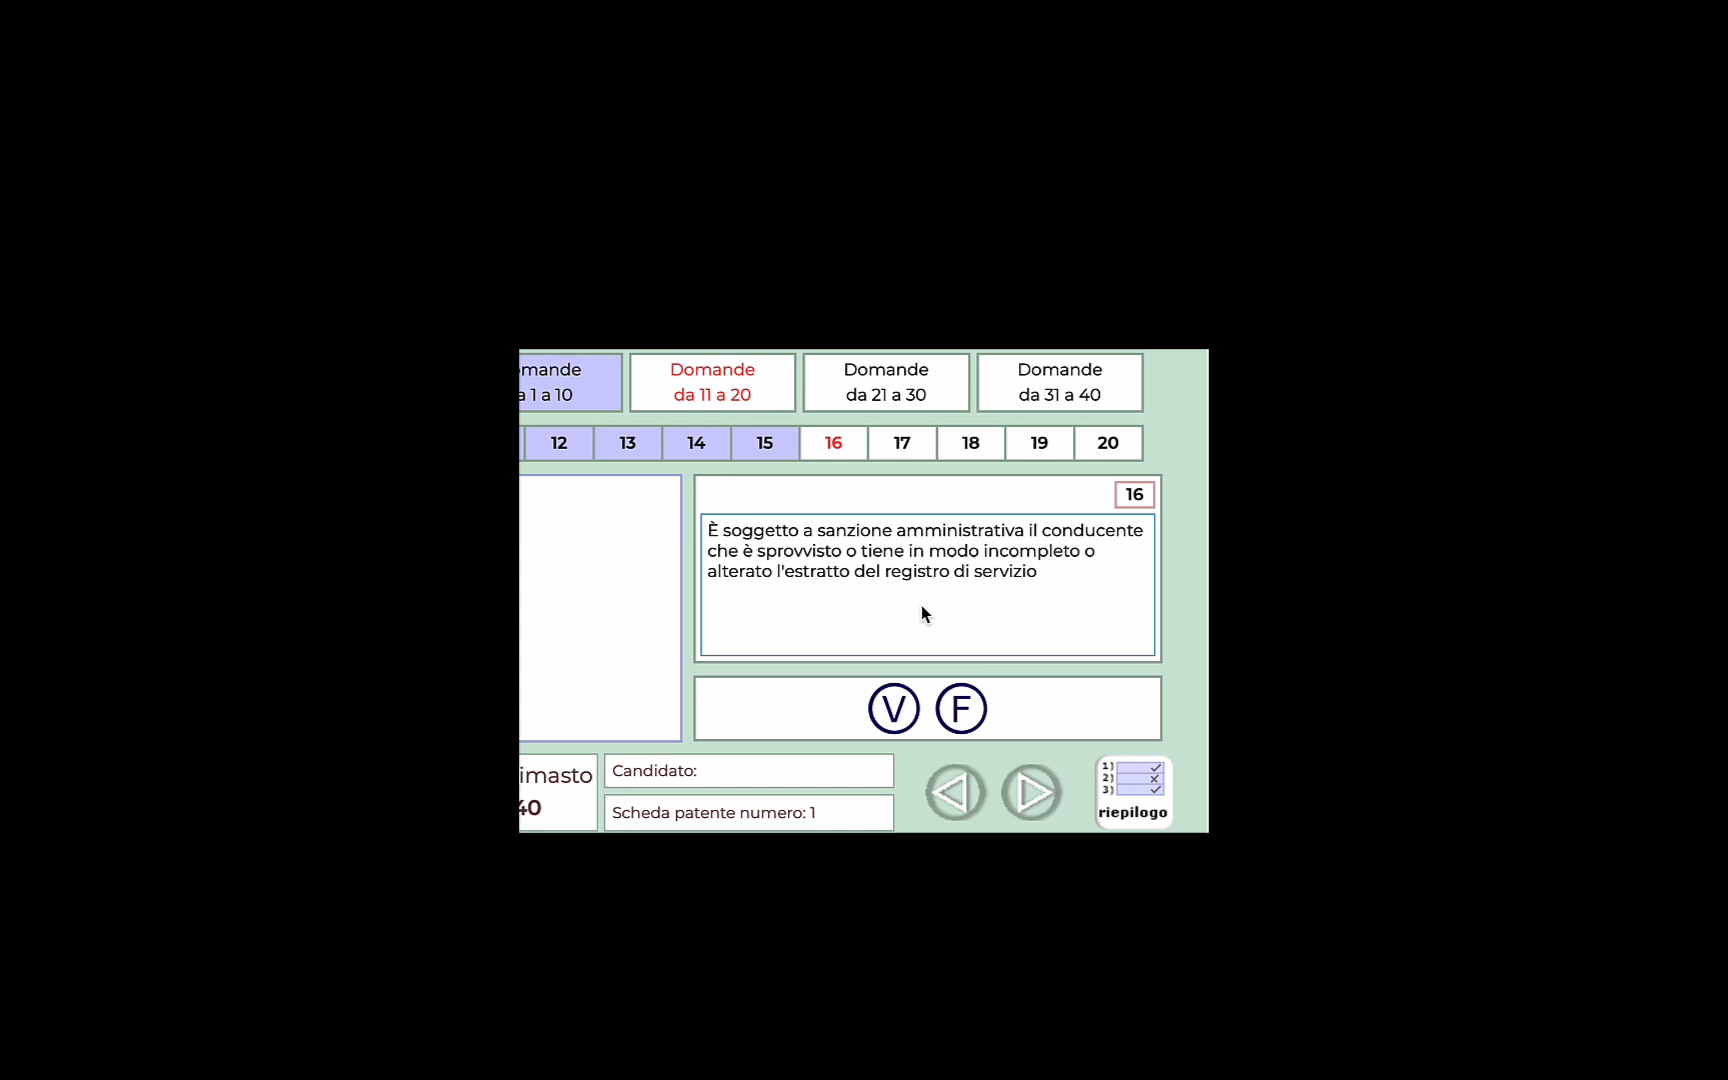 omande
a 1 a 10
Domande
da 11 a 20
Domande
da 21 a 30
Domande
da 31 a 40
12 13 14 15 16 17 18 19 20
16
È soggetto a sanzione amministrativa il conducente
che è sprovvisto o tiene in modo incompleto o
alterato l'estratto del registro di servizio
V F
imasto
40
Candidato:
Scheda patente numero: 1
1)
2)
3)
riepilogo